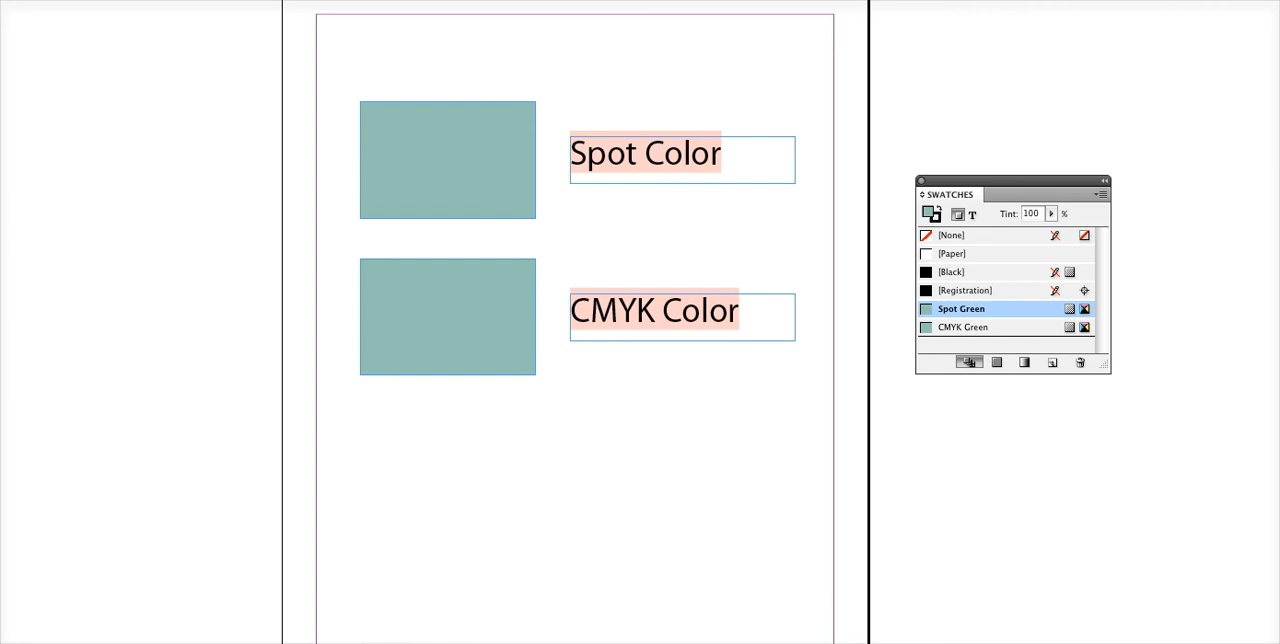 Spot Color
CMYK Color
SWATCHES
T Tint: 100 %
[None]
[Paper]
[Black]
[Registration]
Spot Green
CMYK Green